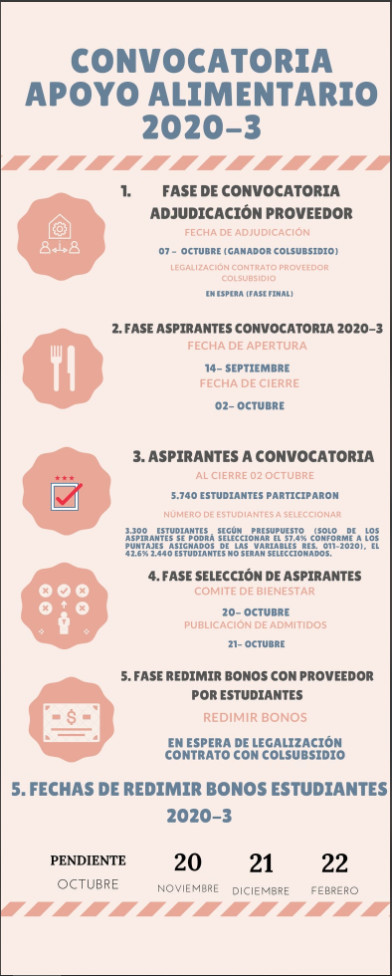 CONVOCATORIA
APOYO ALIMENTARIO
2020-3
1. FASE DE CONVOCATORIA
ADJUDICACIÓN PROVEEDOR
FECHA DE ADJUDICACIÓN
07 - OCTUBRE (GANADOR COLSUBSIDIO)
LEGALIZACIÓN CONTRATO PROVEEDOR
COLSUBSIDIO
EN ESPERA (FASE FINAL)
2. FASE ASPIRANTES CONVOCATORIA 2020-3
FECHA DE APERTURA
14- SEPTIEMBRE
FECHA DE CIERRE
02- OCTUBRE
3. ASPIRANTES A CONVOCATORIA
AL CIERRE 02 OCTUBRE
5.740 ESTUDIANTES PARTICIPARON
NÚMERO DE ESTUDIANTES A SELECCIONAR
3.300 ESTUDIANTES SEGÚN PRESUPUESTO (SOLO DE LOS
ASPIRANTES SE PODRÁ SELECCIONAR EL 57.4% CONFORME A LOS
PUNTAJES ASIGNADOS DE LAS VARIABLES RES. 011-2020), EL
42.6% 2.440 ESTUDIANTES NO SERAN SELECCIONADOS.
4. FASE SELECCIÓN DE ASPIRANTES
COMITE DE BIENESTAR
20- OCTUBRE
PUBLICACIÓN DE ADMITIDOS
21- OCTUBRE
5. FASE REDIMIR BONOS CON PROVEEDOR
POR ESTUDIANTES
REDIMIR BONOS
EN ESPERA DE LEGALIZACIÓN
CONTRATO CON COLSUBSIDIO
5. FECHAS DE REDIMIR BONOS ESTUDIANTES
2020-3
PENDIENTE 20 21 22
OCTUBRE NOVIEMBRE DICIEMBRE FEBRERO